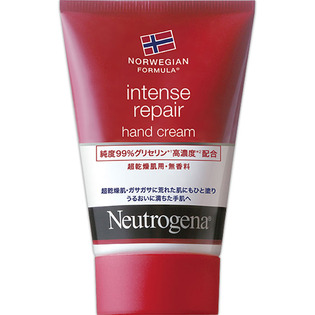 NORWEGIAN
FORMULA®
intense
repair
hand cream
純度99%グリセリン*¹高濃度*²配合
超乾燥肌用・無香料
超乾燥肌・ガサガサに荒れた肌にもひと塗り
うるおいに満ちた手肌へ
Neutrogena®